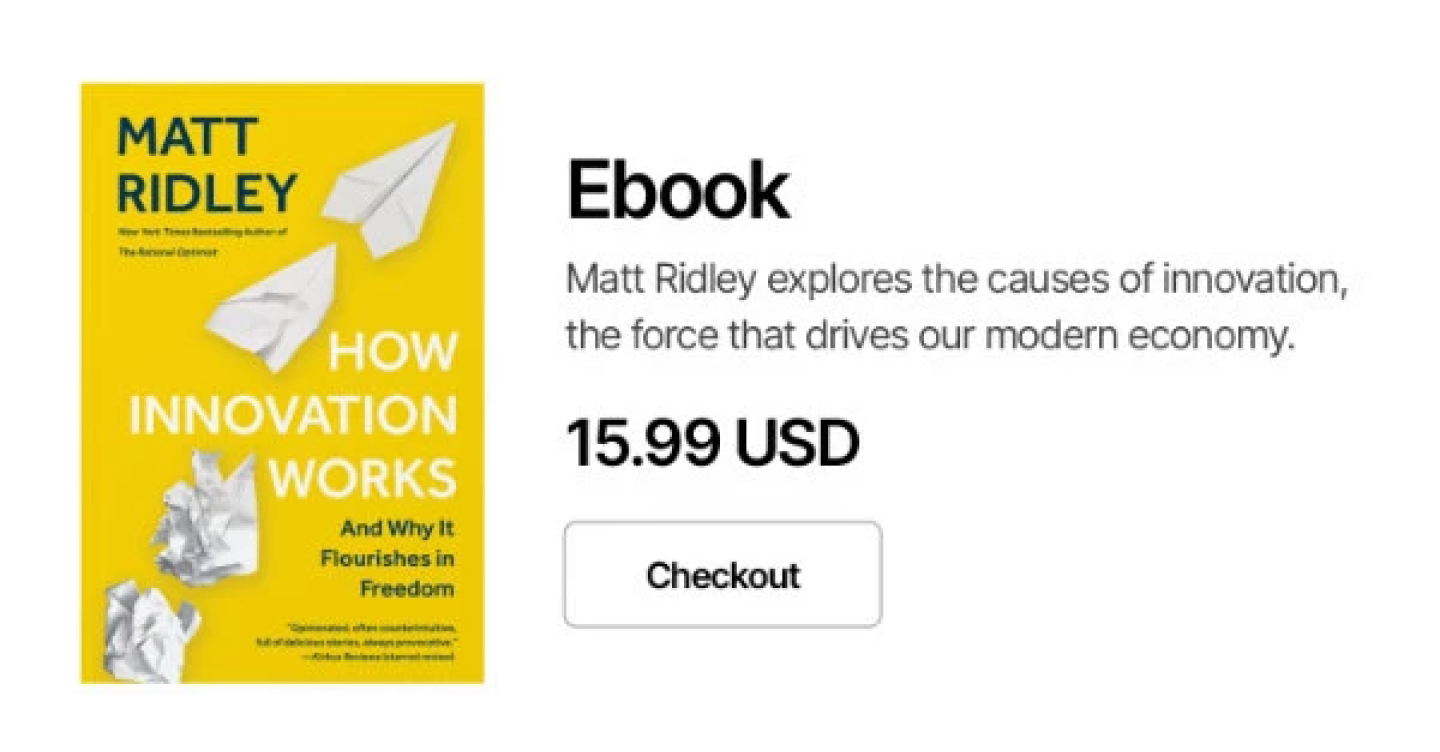 MATT
RIDLEY
New York Times Bestselling Author of
The Rational Optimist
HOW
INNOVATION
WORKS
And Why It
Flourishes in
Freedom
"Opinionated, often counterintuitive,
full of delicious stories, always provocative."
—Kirkus Reviews (starred review)
Ebook
Matt Ridley explores the causes of innovation,
the force that drives our modern economy.
15.99 USD
Checkout